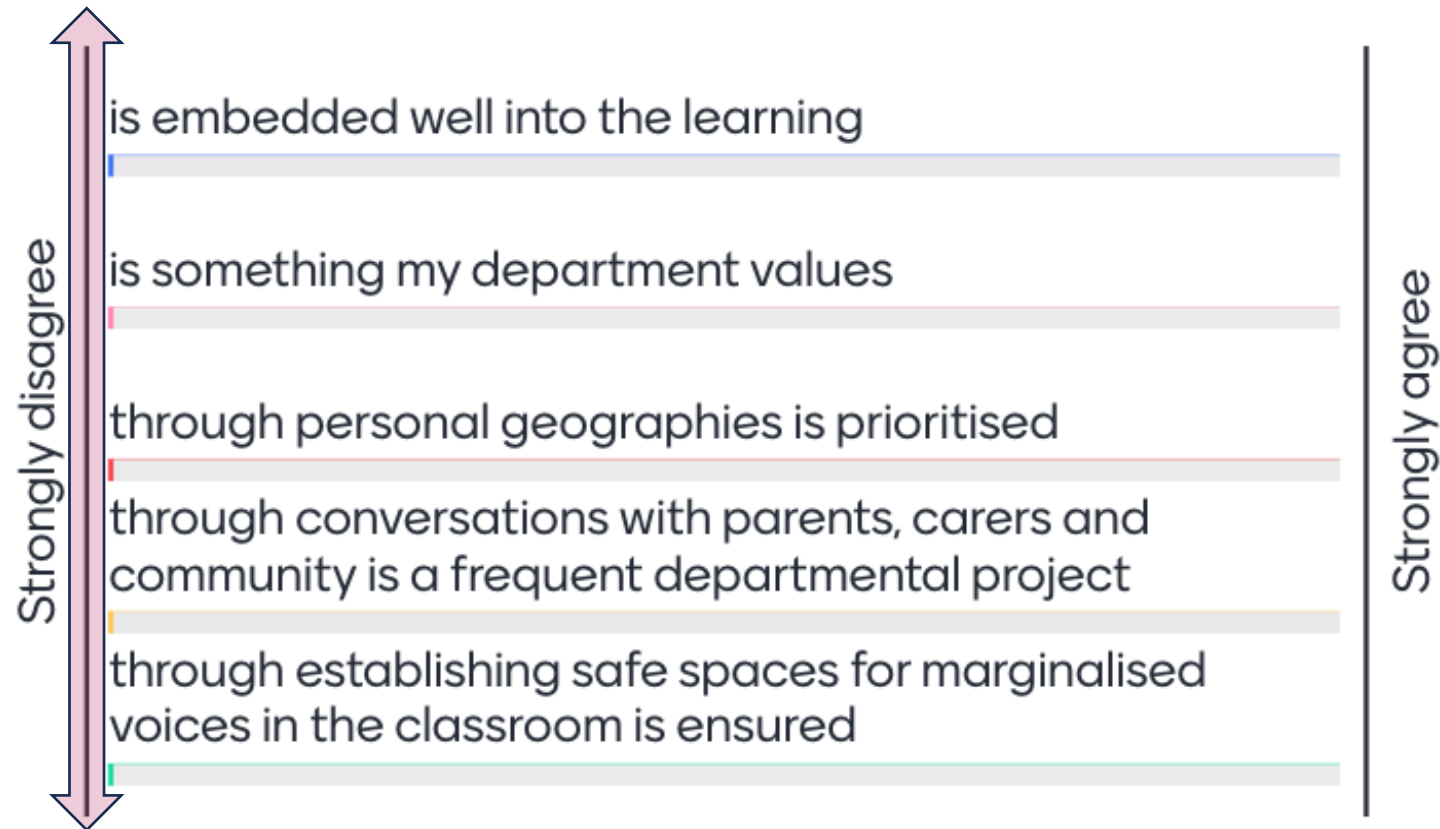 Strongly disagree
is embedded well into the learning
is something my department values
through personal geographies is prioritised
through conversations with parents, carers and
community is a frequent departmental project
through establishing safe spaces for marginalised
voices in the classroom is ensured
Strongly agree